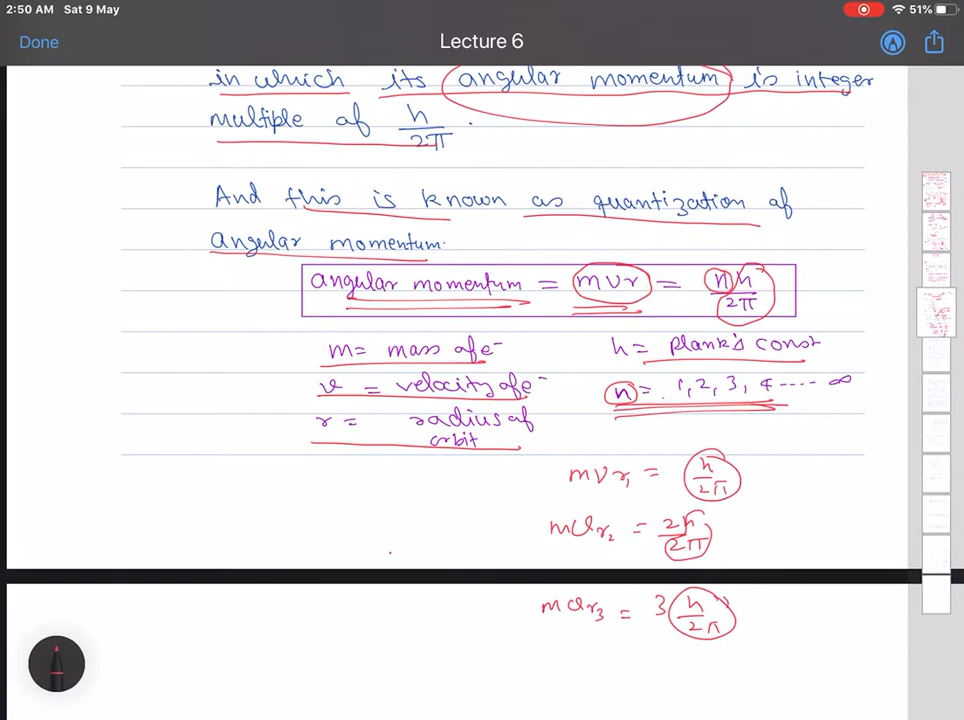 2:50 AM Sat 9 May
51%
Done
Lecture 6
in which its angular momentum is integer
multiple of h/2π.
And this is known as quantization of
angular momentum.
angular momentum = mvr = nh/2π
m= mass of e⁻
h= plank's const
v = velocity of e⁻
n = 1, 2, 3, 4 ---- ∞
r = radius of
orbit
mvr₁ = h/2π
mvr₂ = 2h/2π
mvr₃ = 3 h/2π